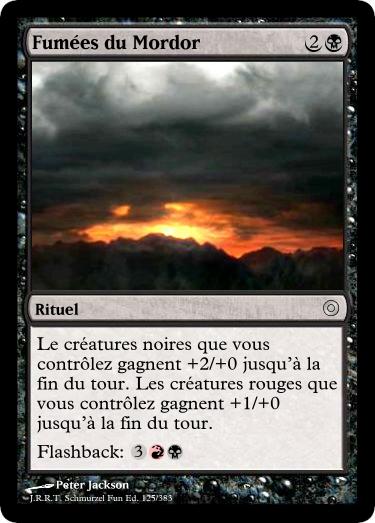 Fumées du Mordor 2
Rituel
Le créatures noires que vous
contrôlez gagnent +2/+0 jusqu'à la
fin du tour. Les créatures rouges que
vous contrôlez gagnent +1/+0
jusqu'à la fin du tour.
Flashback: 3
Peter Jackson
J.R.R.T. Schmurzel Fun Ed. 125/383